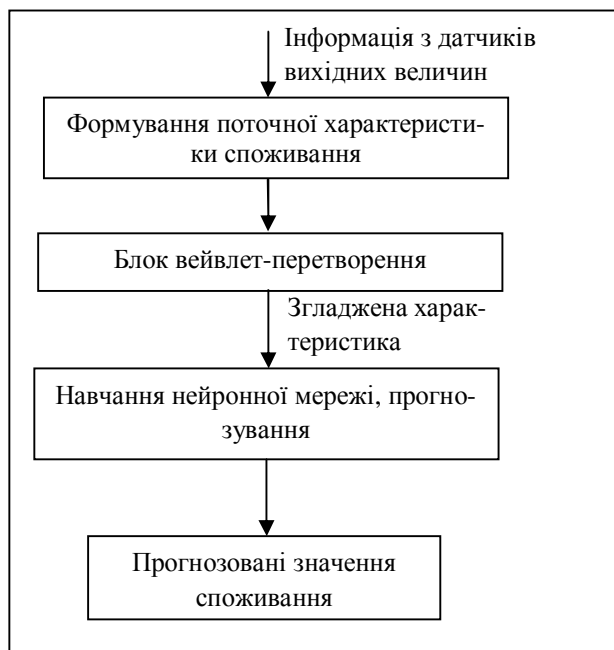 Інформація з датчиків
вихідних величин
Формування поточної характеристи-
ки споживання
Блок вейвлет-перетворення
Згладжена харак-
теристика
Навчання нейронної мережі, прогно-
зування
Прогнозовані значення
споживання